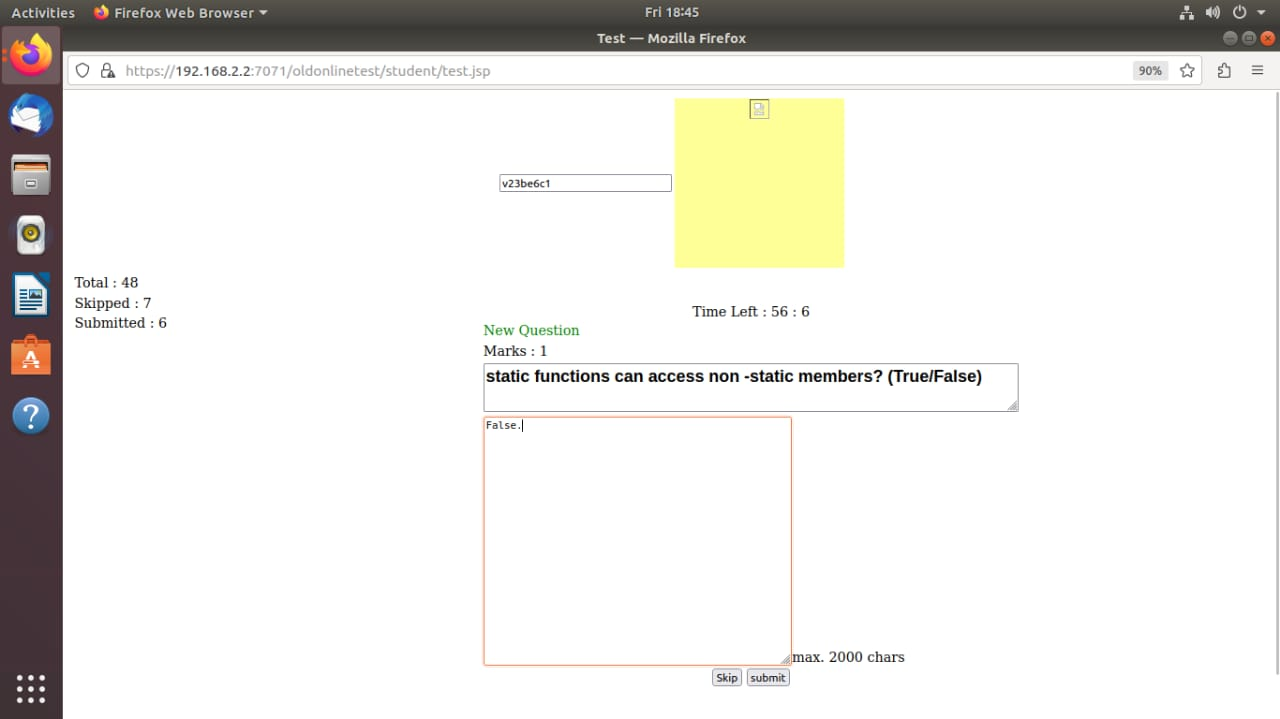 Activities
Firefox Web Browser
Fri 18:45
Test — Mozilla Firefox
https://192.168.2.2:7071/oldonlinetest/student/test.jsp
90%
v23be6c1
Total : 48
Skipped : 7
Submitted : 6
Time Left : 56 : 6
New Question
Marks : 1
static functions can access non -static members? (True/False)
False.
max. 2000 chars
Skip
submit